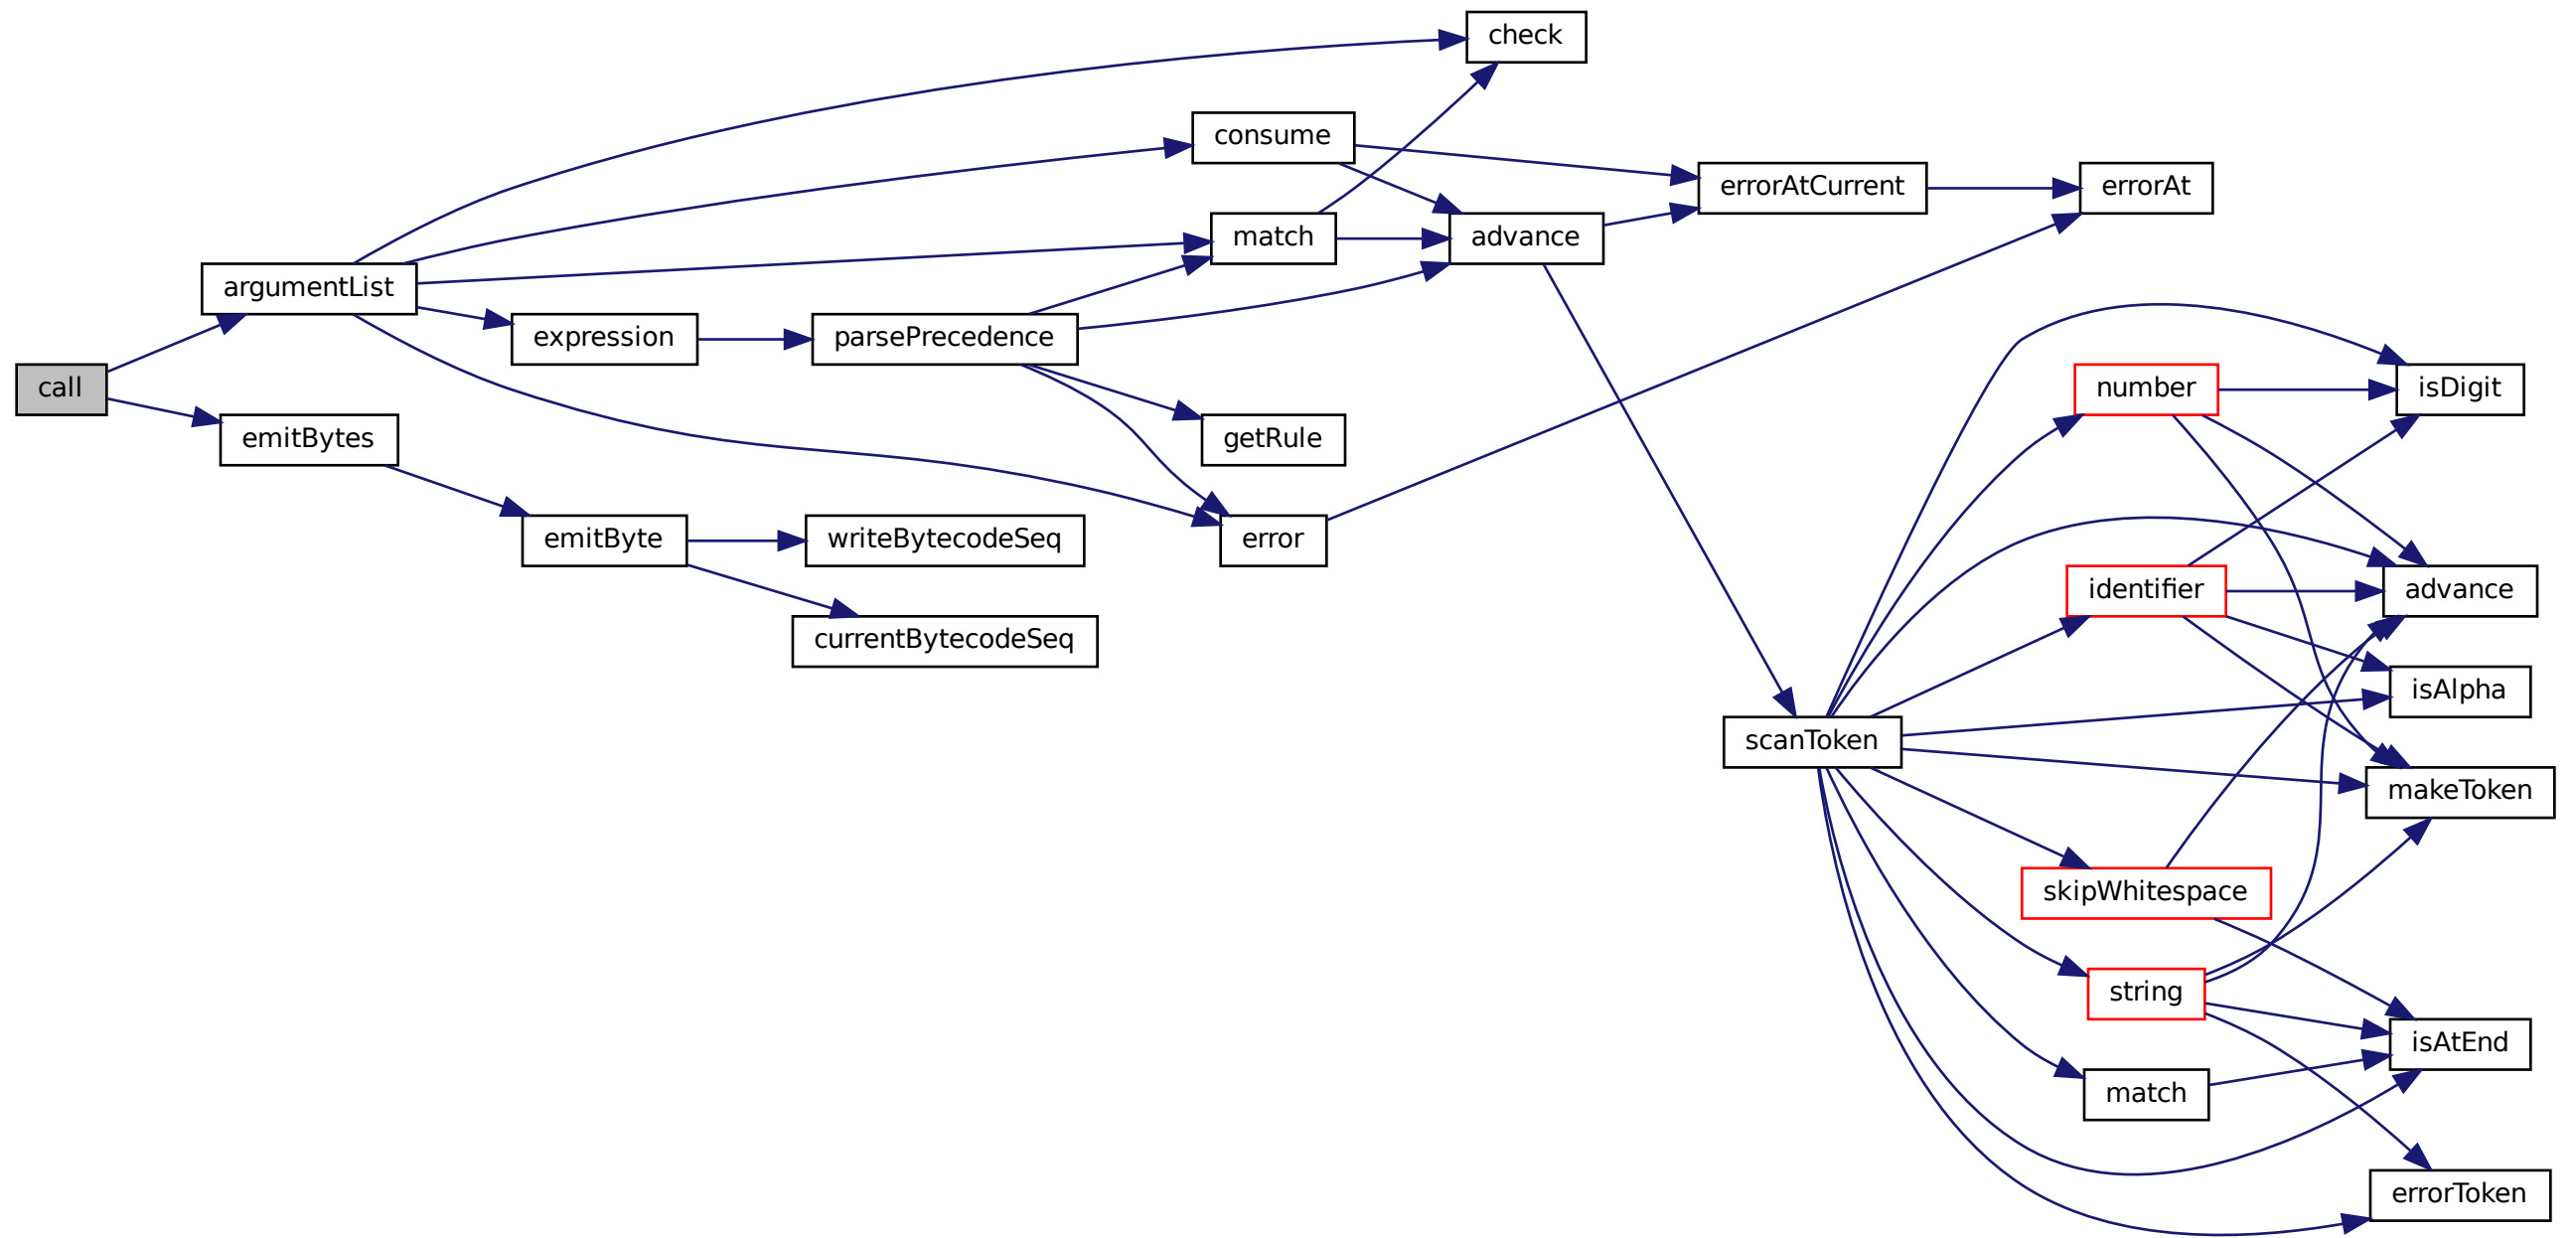 check
consume
errorAtCurrent
errorAt
match
advance
argumentList
expression
parsePrecedence
call
number
isDigit
emitBytes
getRule
emitByte
writeBytecodeSeq
error
identifier
advance
currentBytecodeSeq
isAlpha
scanToken
makeToken
skipWhitespace
string
isAtEnd
match
errorToken